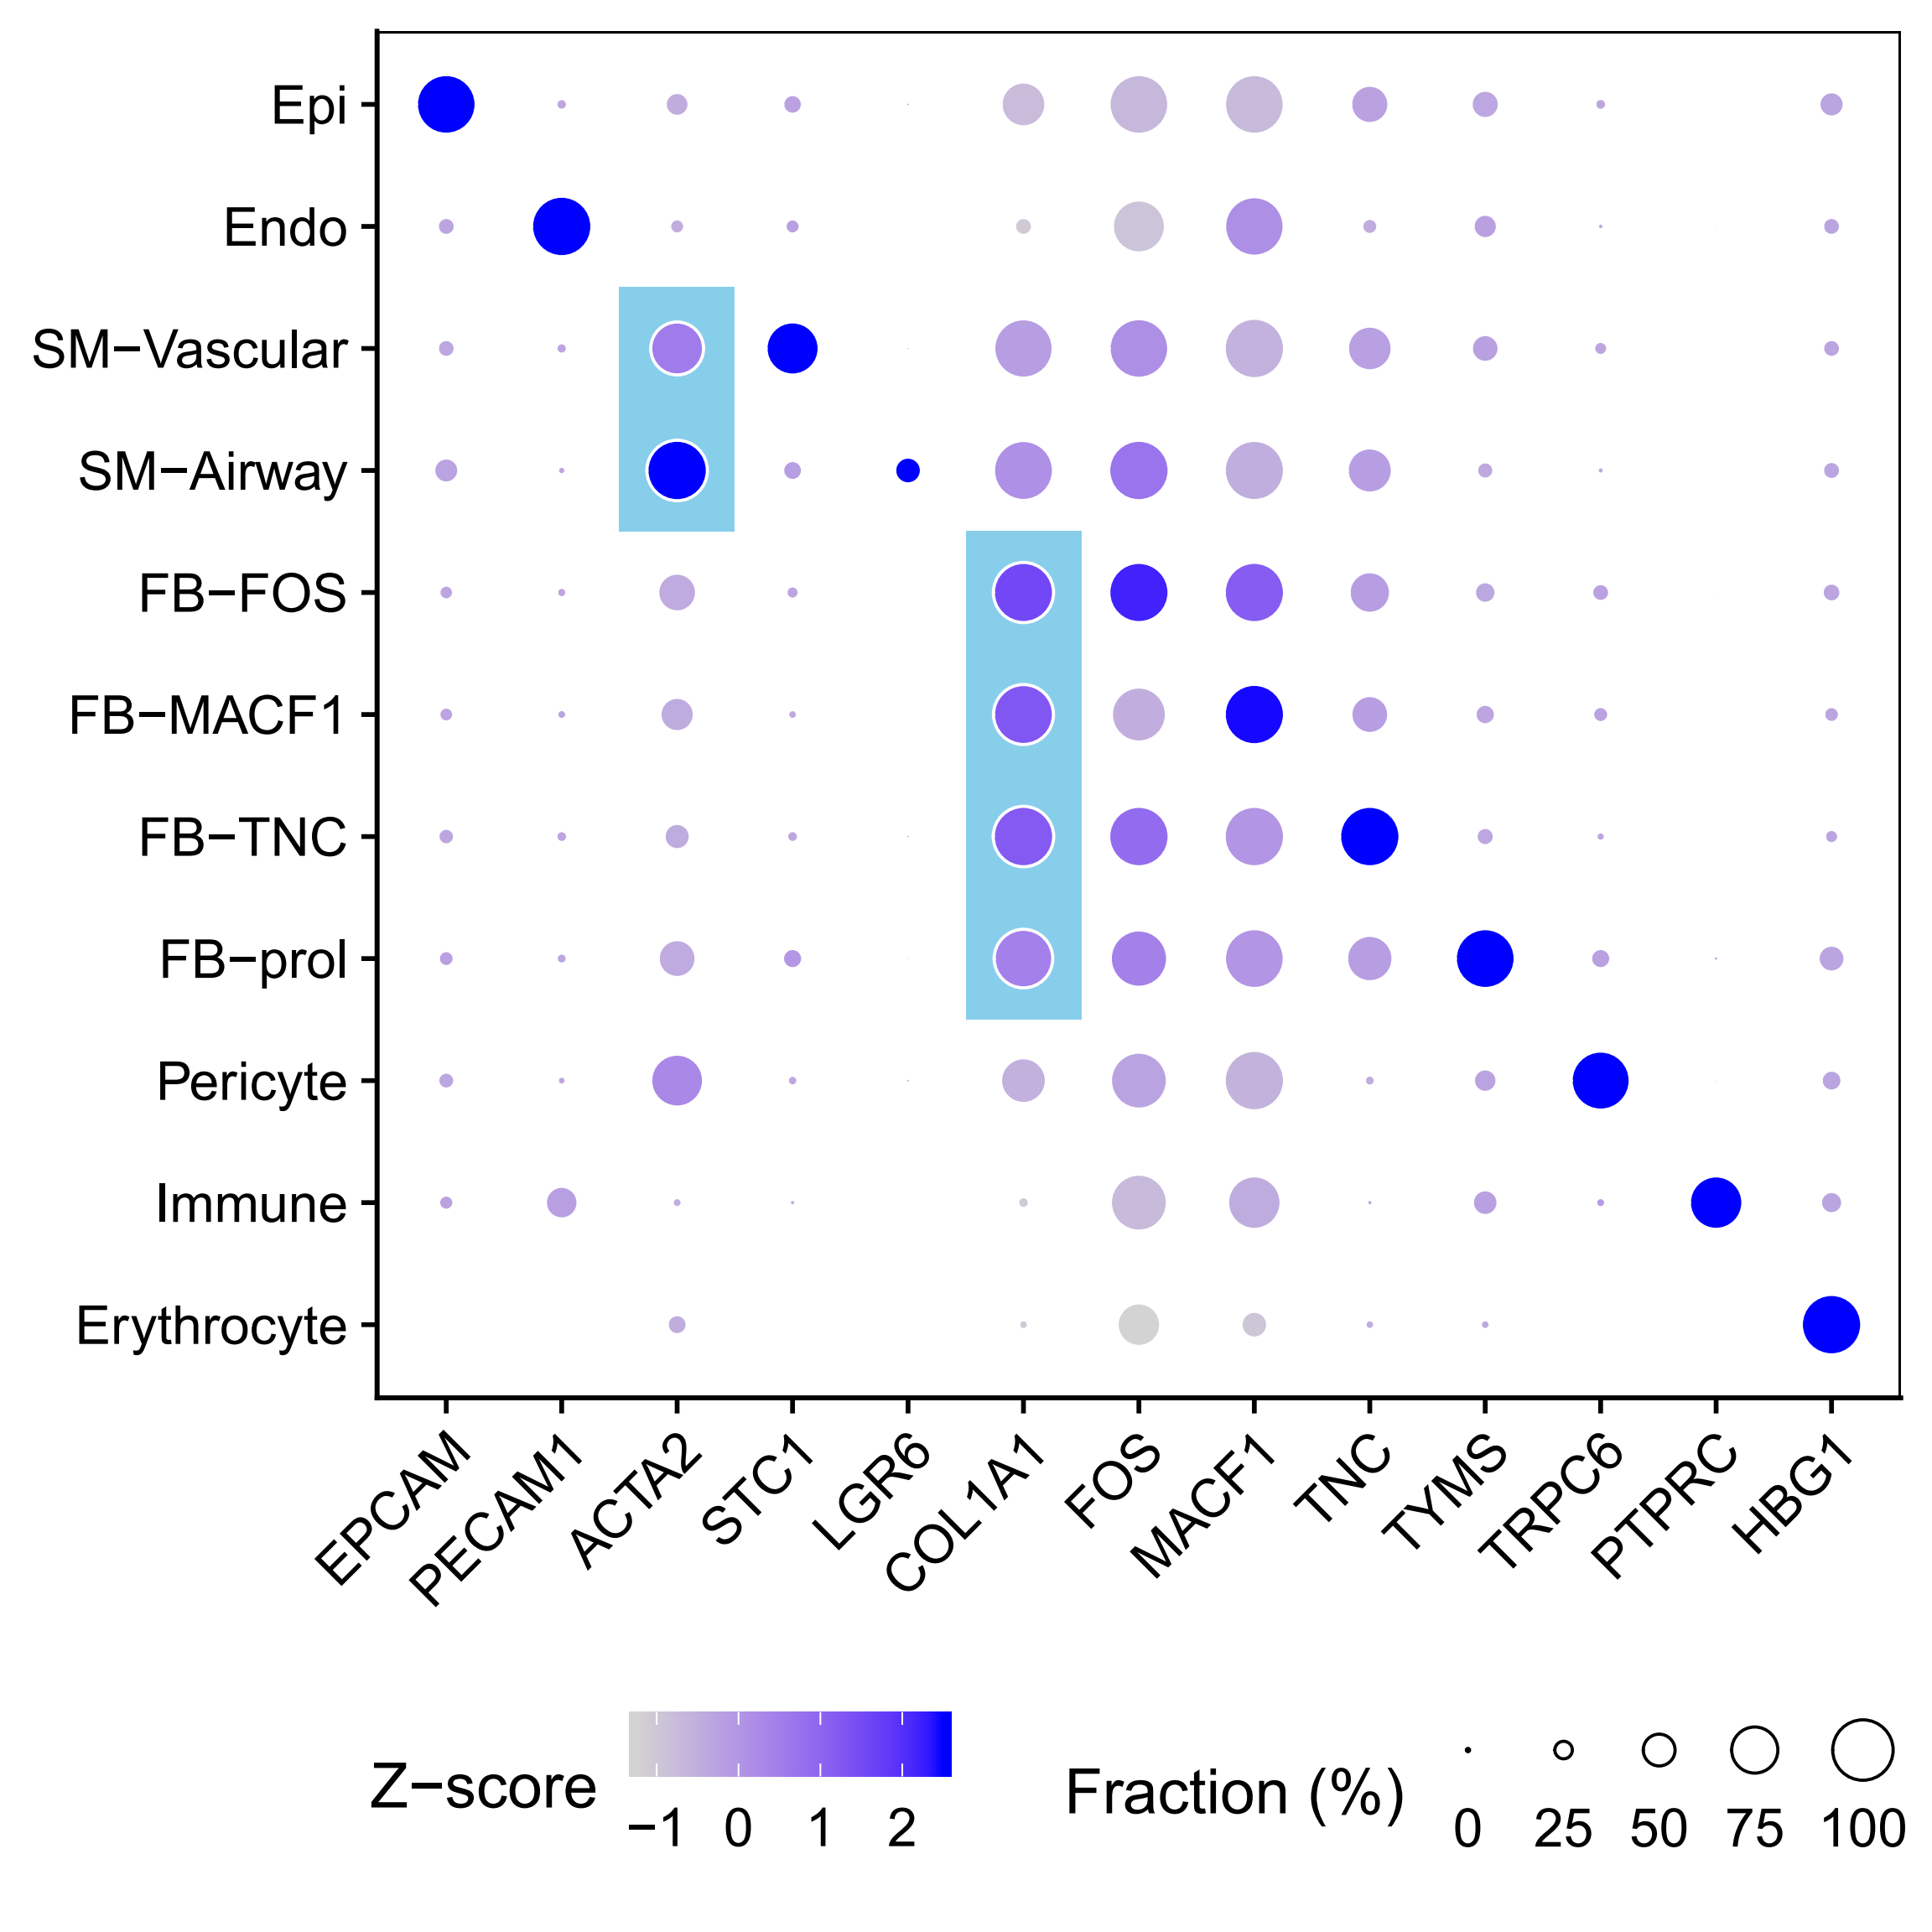 Epi
Endo
SM−Vascular
SM−Airway
FB−FOS
FB−MACF1
FB−TNC
FB−prol
Pericyte
Immune
Erythrocyte
EPCAM
PECAM1
ACTA2
STC1
LGR6
COL1A1
FOS
MACF1
TNC
TYMS
TRPC6
PTPRC
HBG1
Z−score
−1 0 1 2
Fraction (%)
0 25 50 75 100